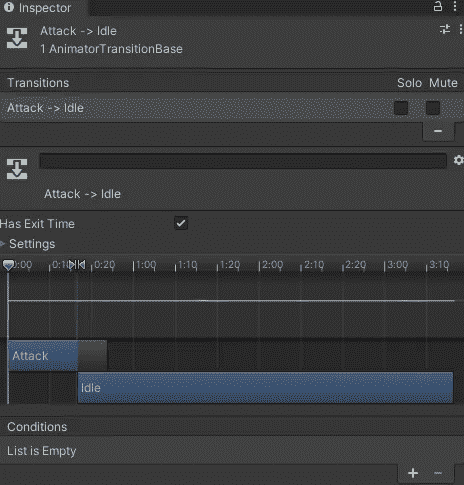 Inspector
Attack -> Idle
1 AnimatorTransitionBase
Transitions Solo Mute
Attack -> Idle
Attack -> Idle
Has Exit Time
Settings
0:00 0:10 0:20 1:00 1:10 1:20 2:00 2:10 2:20 3:00 3:10
Attack
Idle
Conditions
List is Empty